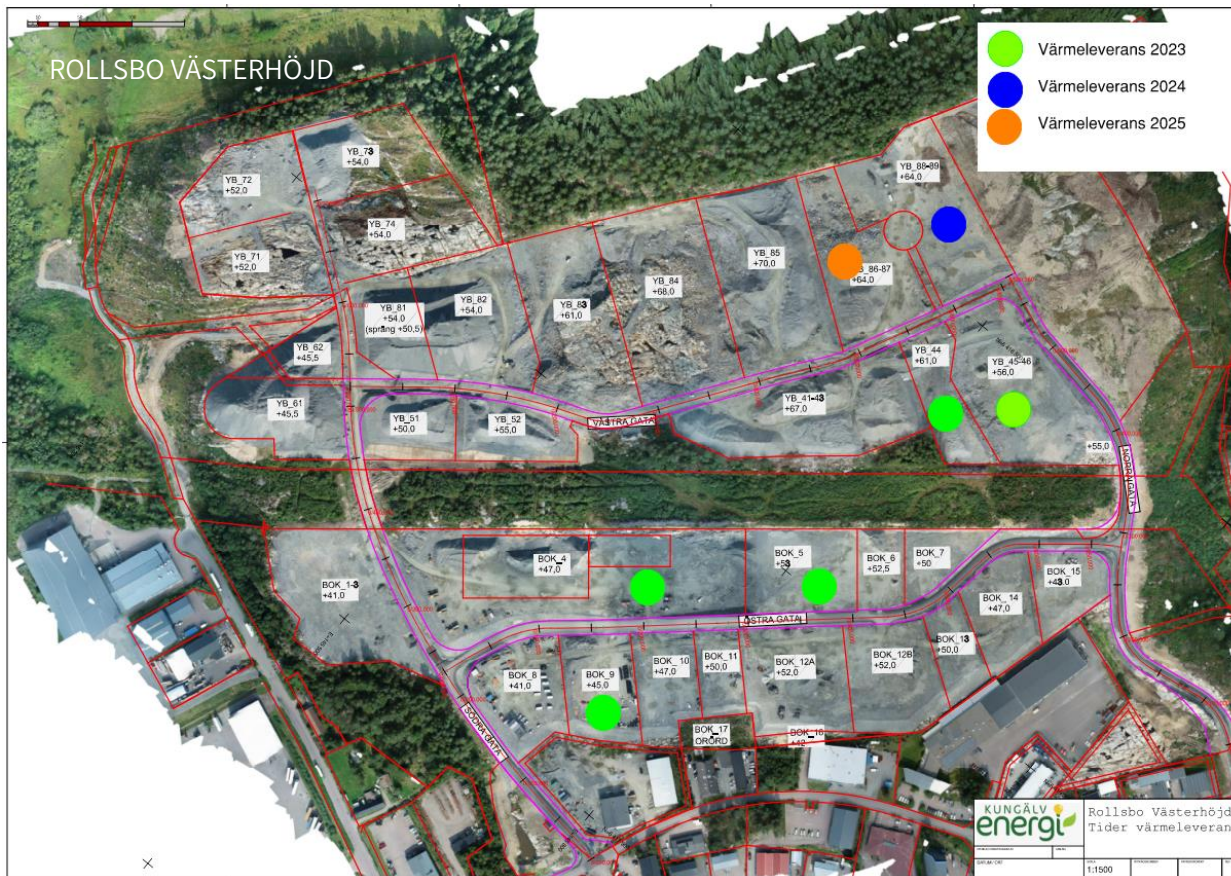 ROLLSBO VÄSTERHÖJD
Värmeleverans 2023
Värmeleverans 2024
Värmeleverans 2025
YB_73
+54,0
YB_72
+52,0
YB_74
+54,0
YB_71
+52,0
YB_88-89
+64,0
YB_85
+70,0
YB_86-87
+64,0
YB_84
+68,0
YB_83
+61,0
YB_82
+54,0
YB_81
+54,0
(spräng +50,5)
YB_62
+45,5
YB_61
+45,5
YB_51
+50,0
YB_52
+55,0
VÄSTRA GATA
YB_41-43
+67,0
YB_44
+61,0
YB_45-46
+56,0
+55,0
NORRA GATA
BOK_1-3
+41,0
BOK_4
+47,0
BOK_5
+53
BOK_6
+52,5
BOK_7
+50
BOK_15
+43,0
BOK_14
+47,0
ÖSTRA GATA
BOK_8
+41,0
BOK_9
+45,0
BOK_10
+47,0
BOK_11
+50,0
BOK_12A
+52,0
BOK_12B
+52,0
BOK_13
+50,0
SÖDRA GATA
BOK_17
ORÖRD
BOK_16
+42
KUNGÄLV
energi
Rollsbo Västerhöjd
Tider värmeleveran
1:1500